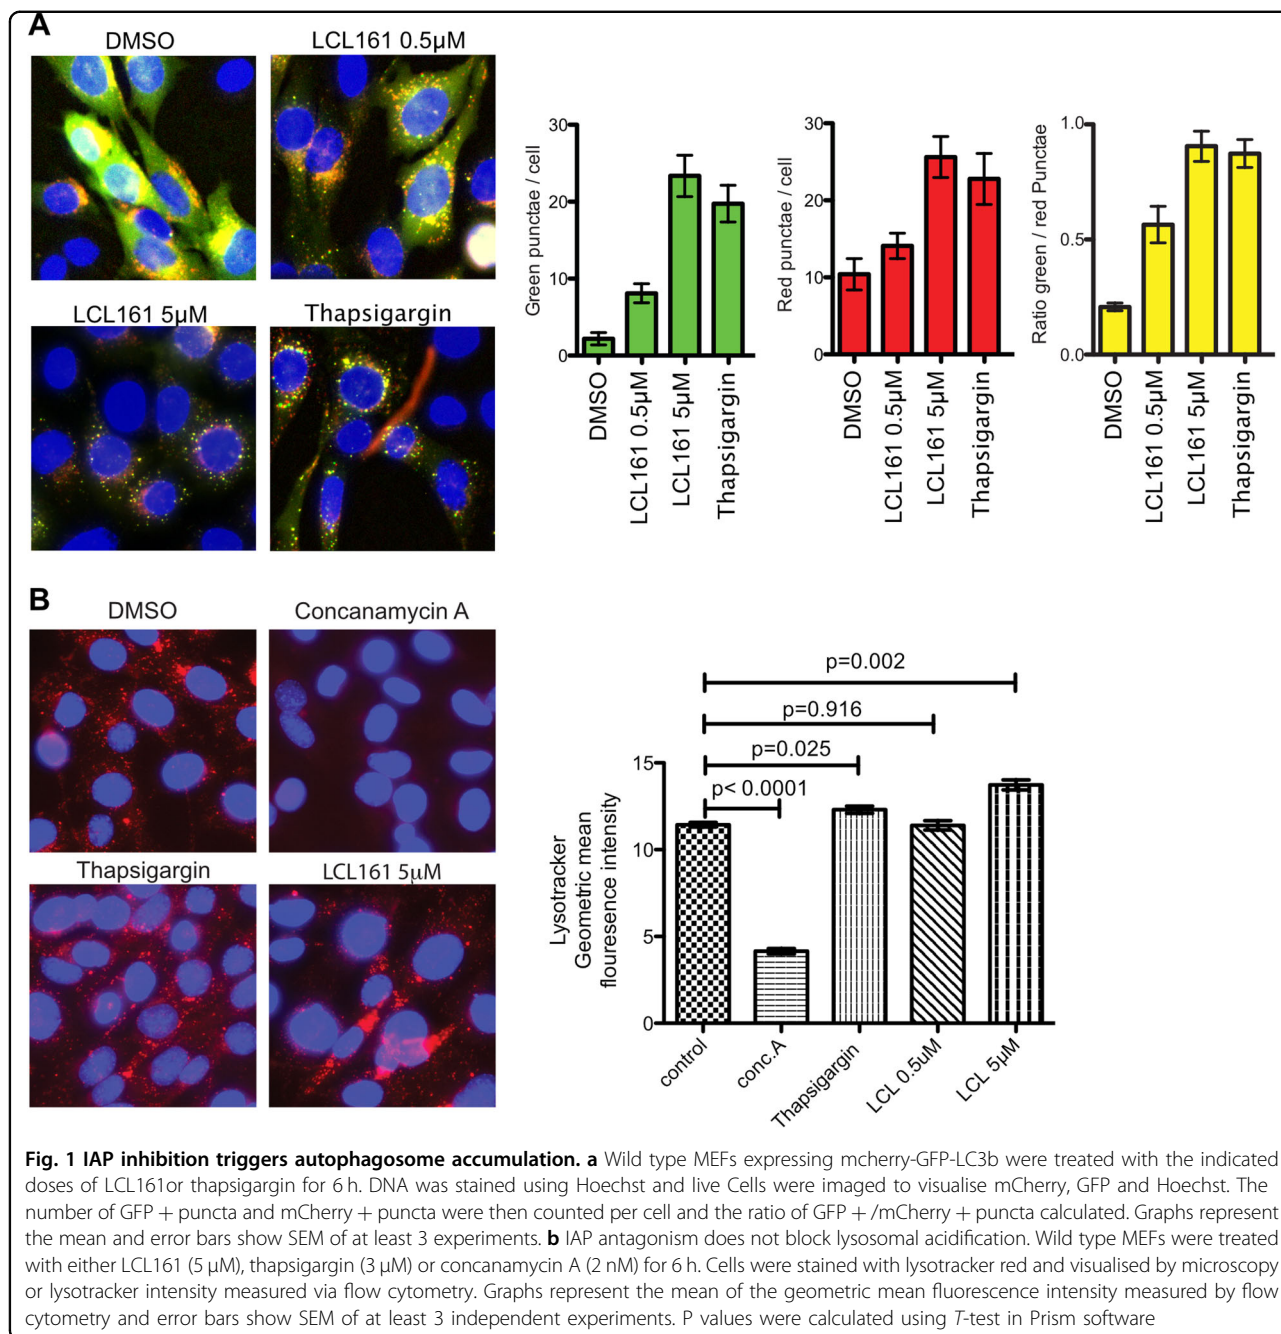 A
DMSO
LCL161 0.5μM
LCL161 5μM
Thapsigargin
Green punctae / cell
30
20
10
0
DMSO
LCL161 0.5μM
LCL161 5μM
Thapsigargin
Red punctae / cell
30
20
10
0
DMSO
LCL161 0.5μM
LCL161 5μM
Thapsigargin
Ratio green / red Punctae
1.0
0.5
0.0
DMSO
LCL161 0.5μM
LCL161 5μM
Thapsigargin
B
DMSO
Concanamycin A
Thapsigargin
LCL161 5μM
p=0.002
p=0.916
p=0.025
p< 0.0001
Lysotracker
Geometric mean
flouresence intensity
15
10
5
0
control
conc.A
Thapsigargin
LCL 0.5uM
LCL 5μM
Fig. 1 IAP inhibition triggers autophagosome accumulation. a Wild type MEFs expressing mcherry-GFP-LC3b were treated with the indicated
doses of LCL161or thapsigargin for 6 h. DNA was stained using Hoechst and live Cells were imaged to visualise mCherry, GFP and Hoechst. The
number of GFP + puncta and mCherry + puncta were then counted per cell and the ratio of GFP + /mCherry + puncta calculated. Graphs represent
the mean and error bars show SEM of at least 3 experiments. b IAP antagonism does not block lysosomal acidification. Wild type MEFs were treated
with either LCL161 (5 μM), thapsigargin (3 μM) or concanamycin A (2 nM) for 6 h. Cells were stained with lysotracker red and visualised by microscopy
or lysotracker intensity measured via flow cytometry. Graphs represent the mean of the geometric mean fluorescence intensity measured by flow
cytometry and error bars show SEM of at least 3 independent experiments. P values were calculated using T-test in Prism software